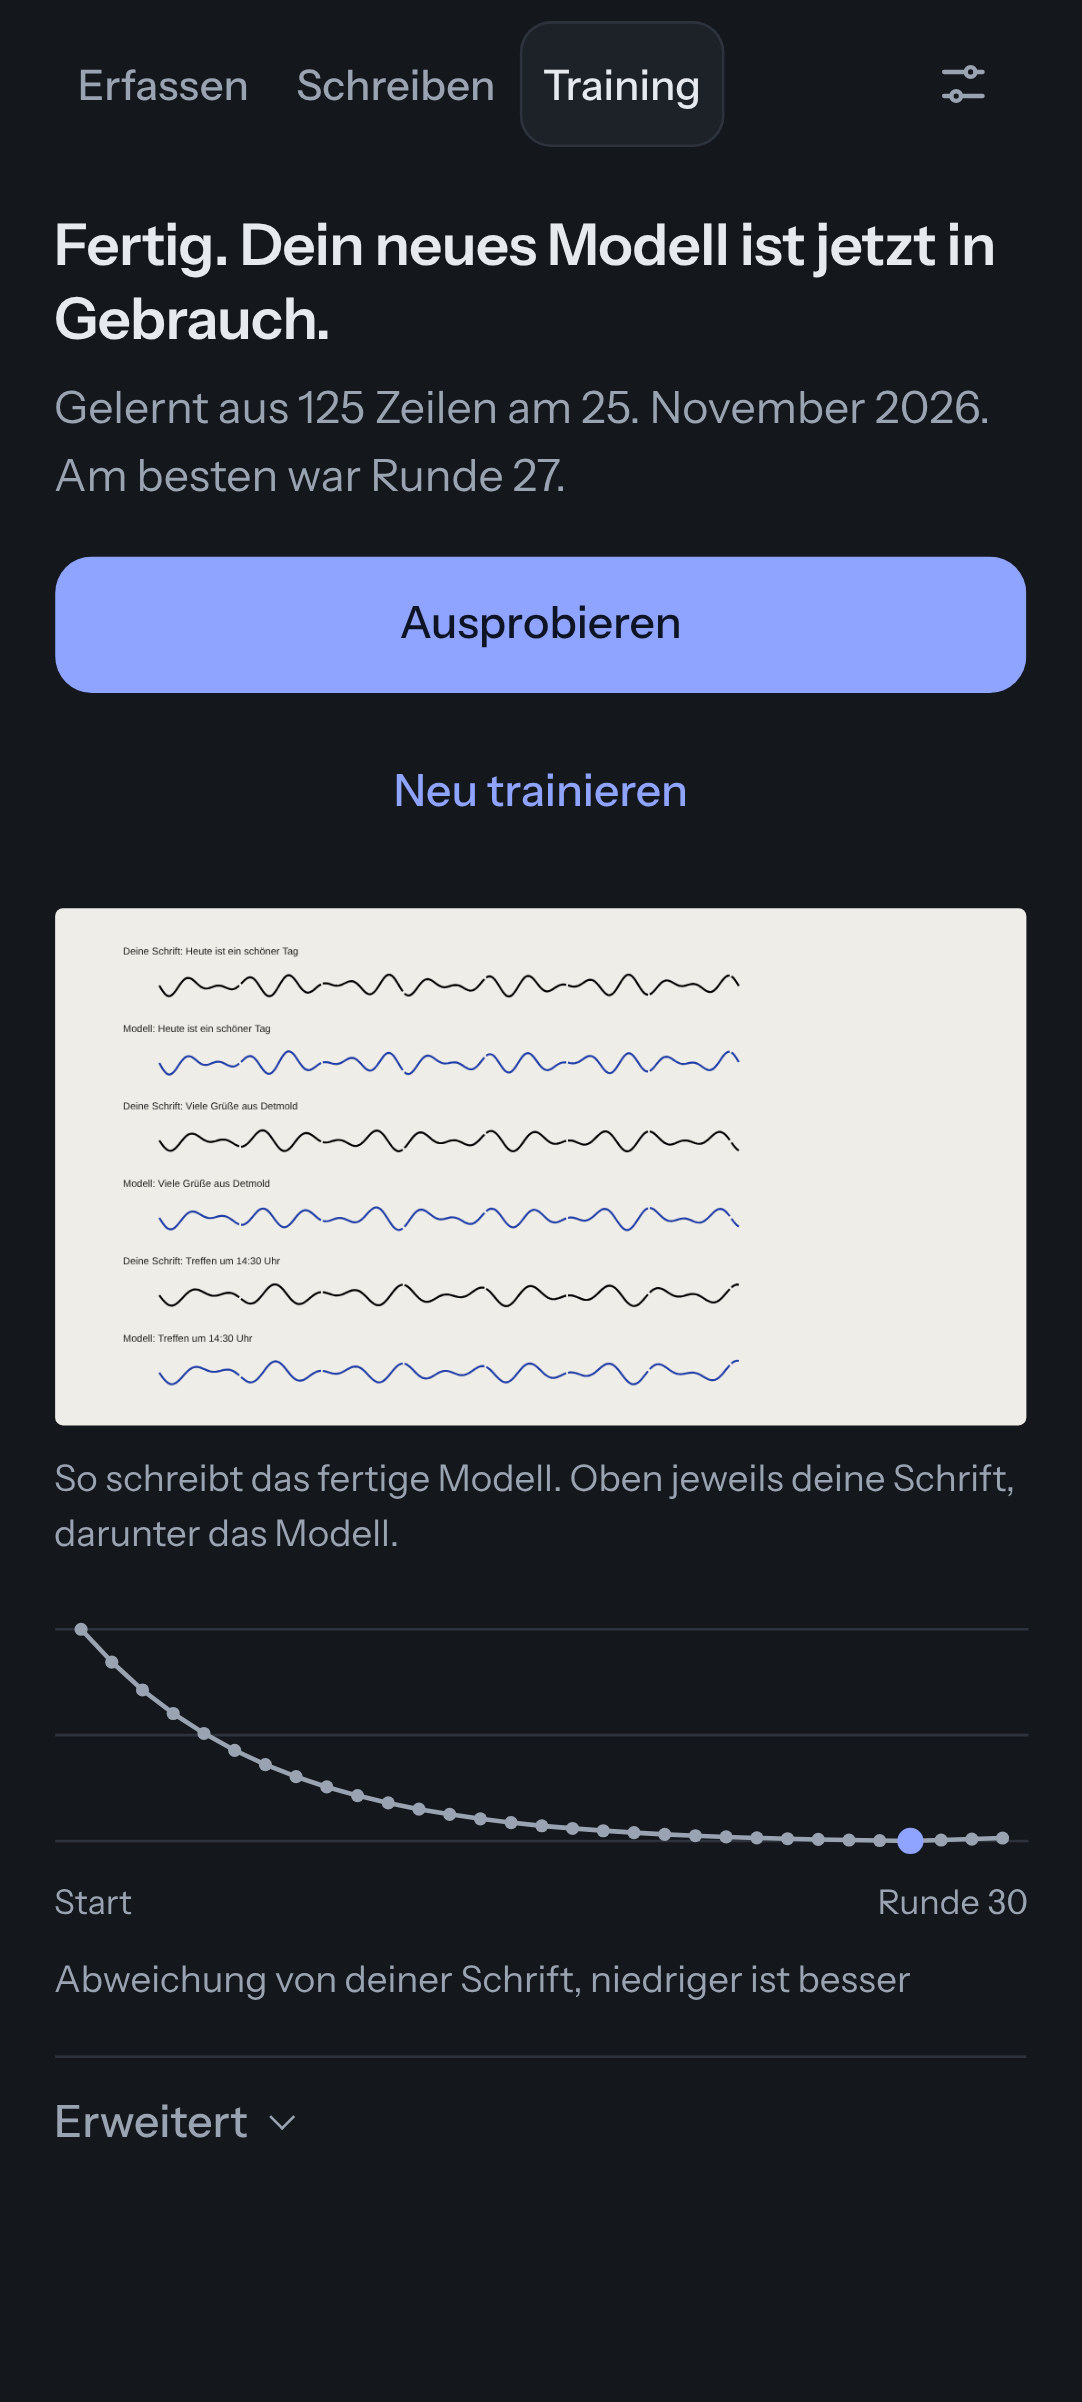 Erfassen Schreiben Training
Fertig. Dein neues Modell ist jetzt in
Gebrauch.
Gelernt aus 125 Zeilen am 25. November 2026.
Am besten war Runde 27.
Ausprobieren
Neu trainieren
Deine Schrift: Heute ist ein schöner Tag
Modell: Heute ist ein schöner Tag
Deine Schrift: Viele Grüße aus Detmold
Modell: Viele Grüße aus Detmold
Deine Schrift: Treffen um 14:30 Uhr
Modell: Treffen um 14:30 Uhr
So schreibt das fertige Modell. Oben jeweils deine Schrift,
darunter das Modell.
Start Runde 30
Abweichung von deiner Schrift, niedriger ist besser
Erweitert